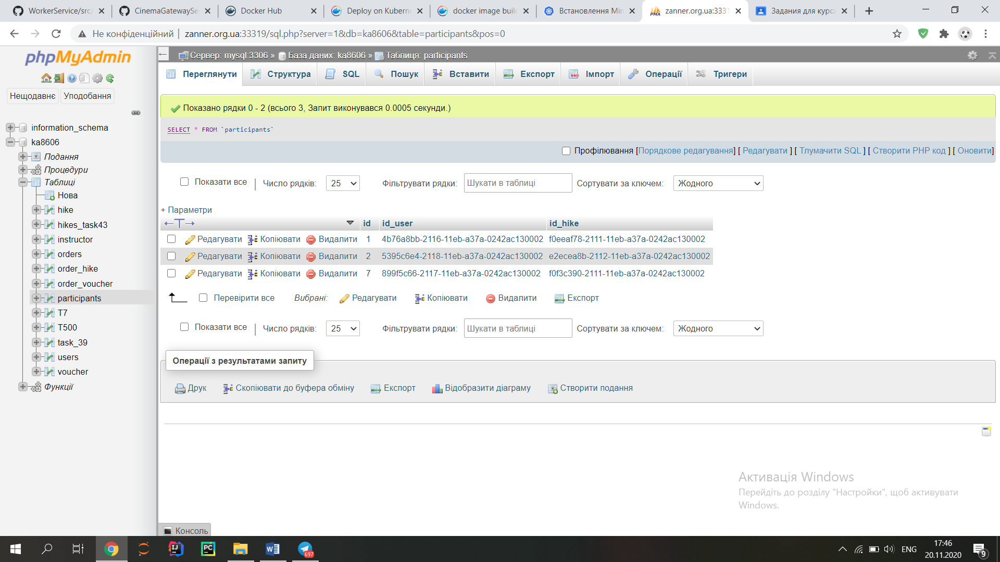 WorkerService/src/
CinemaGatewaySe
Docker Hub
Deploy on Kuberne
docker image build
Встановлення Min
zanner.org.ua:3331
Задания для курса
Не конфіденційний
zanner.org.ua:33319/sql.php?server=1&db=ka8606&table=participants&pos=0
phpMyAdmin
Нещодавнє
Уподобання
information_schema
ka8606
Подання
Процедури
Таблиці
Нова
hike
hikes_task43
instructor
orders
order_hike
order_voucher
participants
T7
T500
task_39
users
voucher
Функції
Сервер: mysql:3306 » База даних: ka8606 » Таблиця: participants
Переглянути Структура SQL Пошук Вставити Експорт Імпорт Операції Тригери
Показано рядки 0 - 2 (всього 3, Запит виконувався 0.0005 секунди.)
SELECT * FROM `participants`
Профілювання [Порядкове редагування] [ Редагувати ] [ Тлумачити SQL ] [ Створити PHP код ] [ Оновити]
Показати все | Число рядків: 25 Фільтрувати рядки: Шукати в таблиці Сортувати за ключем: Жодного
+ Параметри
←T→ id id_user id_hike
Редагувати Копіювати Видалити 1 4b76a8bb-2116-11eb-a37a-0242ac130002 f0eeaf78-2111-11eb-a37a-0242ac130002
Редагувати Копіювати Видалити 2 5395c6e4-2118-11eb-a37a-0242ac130002 e2ecea8b-2112-11eb-a37a-0242ac130002
Редагувати Копіювати Видалити 7 899f5c66-2117-11eb-a37a-0242ac130002 f0f3c390-2111-11eb-a37a-0242ac130002
Перевірити все Вибрані: Редагувати Копіювати Видалити Експорт
Показати все | Число рядків: 25 Фільтрувати рядки: Шукати в таблиці Сортувати за ключем: Жодного
Операції з результатами запиту
Друк Скопіювати до буфера обміну Експорт Відобразити діаграму Створити подання
Активація Windows
Перейдіть до розділу "Настройки", щоб активувати
Windows.
Консоль
697
ENG
17:46
20.11.2020
9